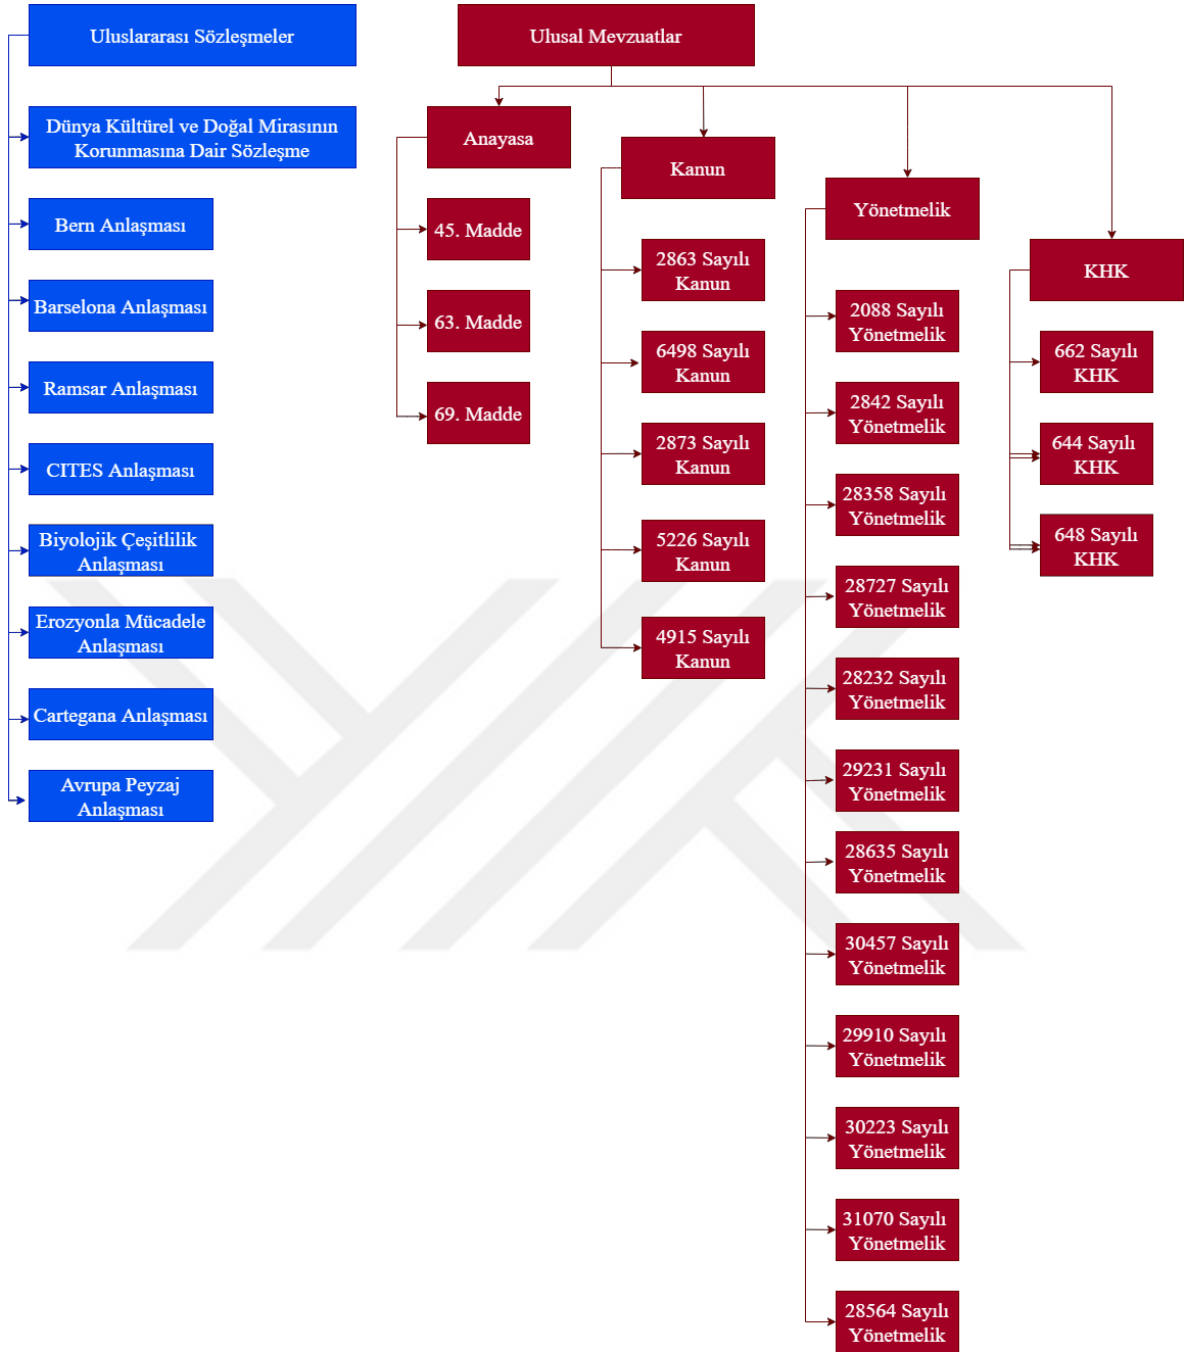 Uluslararası Sözleşmeler
Dünya Kültürel ve Doğal Mirasının
Korunmasına Dair Sözleşme
Bern Anlaşması
Barselona Anlaşması
Ramsar Anlaşması
CITES Anlaşması
Biyolojik Çeşitlilik
Anlaşması
Erozyonla Mücadele
Anlaşması
Cartegana Anlaşması
Avrupa Peyzaj
Anlaşması
Ulusal Mevzuatlar
Anayasa
45. Madde
63. Madde
69. Madde
Kanun
2863 Sayılı
Kanun
6498 Sayılı
Kanun
2873 Sayılı
Kanun
5226 Sayılı
Kanun
4915 Sayılı
Kanun
Yönetmelik
2088 Sayılı
Yönetmelik
2842 Sayılı
Yönetmelik
28358 Sayılı
Yönetmelik
28727 Sayılı
Yönetmelik
28232 Sayılı
Yönetmelik
29231 Sayılı
Yönetmelik
28635 Sayılı
Yönetmelik
30457 Sayılı
Yönetmelik
29910 Sayılı
Yönetmelik
30223 Sayılı
Yönetmelik
31070 Sayılı
Yönetmelik
28564 Sayılı
Yönetmelik
KHK
662 Sayılı
KHK
644 Sayılı
KHK
648 Sayılı
KHK